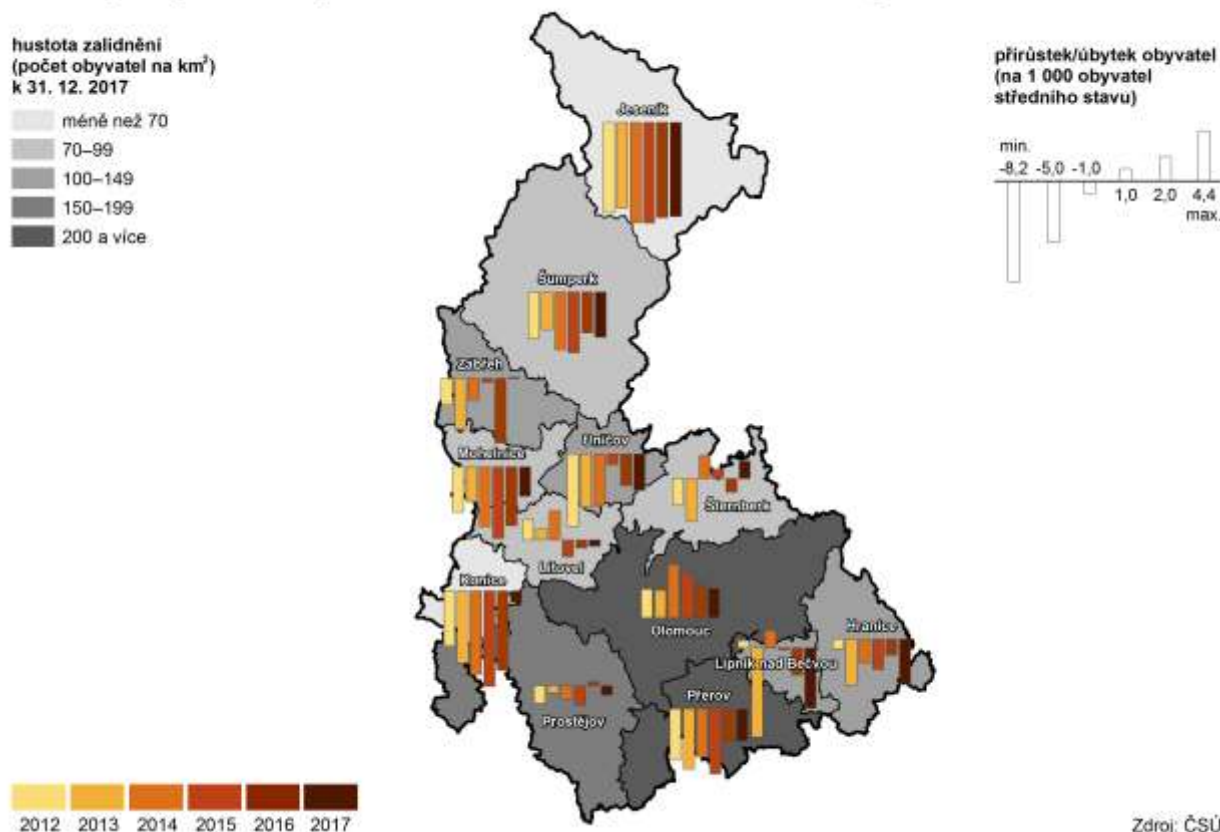 hustota zalidnění
(počet obyvatel na km²)
k 31. 12. 2017
méně než 70
70–99
100–149
150–199
200 a více
přirůstek/úbytek obyvatel
(na 1 000 obyvatel
středního stavu)
min.
-8,2 -5,0 -1,0
1,0 2,0 4,4
max.
Jeseník
Šumperk
Zábřeh
Uničov
Mohelnice
Šternberk
Litovel
Konice
Olomouc
Hranice
Lipník nad Bečvou
Přerov
Prostějov
2012 2013 2014 2015 2016 2017
Zdroj: ČSÚ